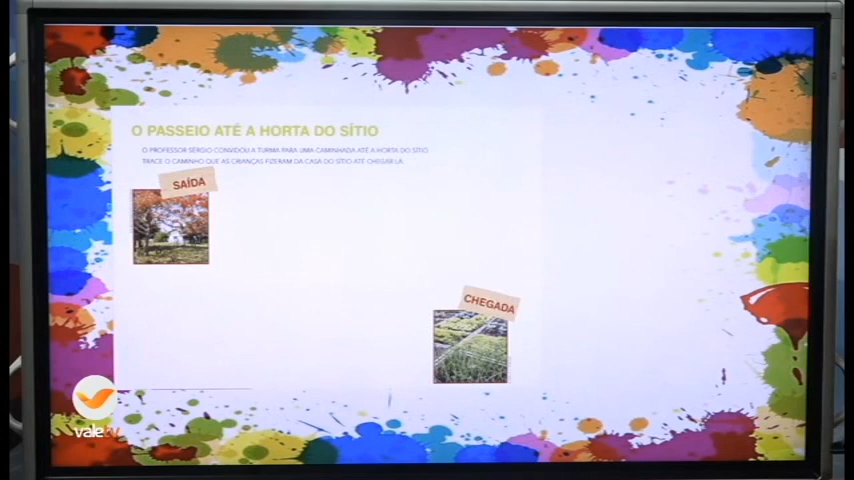 O PASSEIO ATÉ A HORTA DO SÍTIO
O PROFESSOR SÉRGIO CONVIDOU A TURMA PARA UMA CAMINHADA ATÉ A HORTA DO SÍTIO.
TRACE O CAMINHO QUE AS CRIANÇAS FIZERAM DA CASA DO SÍTIO ATÉ CHEGAR LÁ.
SAÍDA
CHEGADA
vale tv